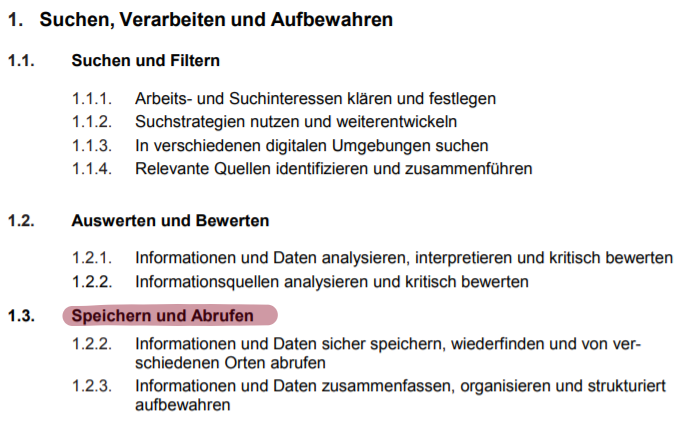 1. Suchen, Verarbeiten und Aufbewahren
1.1. Suchen und Filtern
1.1.1. Arbeits- und Suchinteressen klären und festlegen
1.1.2. Suchstrategien nutzen und weiterentwickeln
1.1.3. In verschiedenen digitalen Umgebungen suchen
1.1.4. Relevante Quellen identifizieren und zusammenführen
1.2. Auswerten und Bewerten
1.2.1. Informationen und Daten analysieren, interpretieren und kritisch bewerten
1.2.2. Informationsquellen analysieren und kritisch bewerten
1.3. Speichern und Abrufen
1.2.2. Informationen und Daten sicher speichern, wiederfinden und von ver-
schiedenen Orten abrufen
1.2.3. Informationen und Daten zusammenfassen, organisieren und strukturiert
aufbewahren